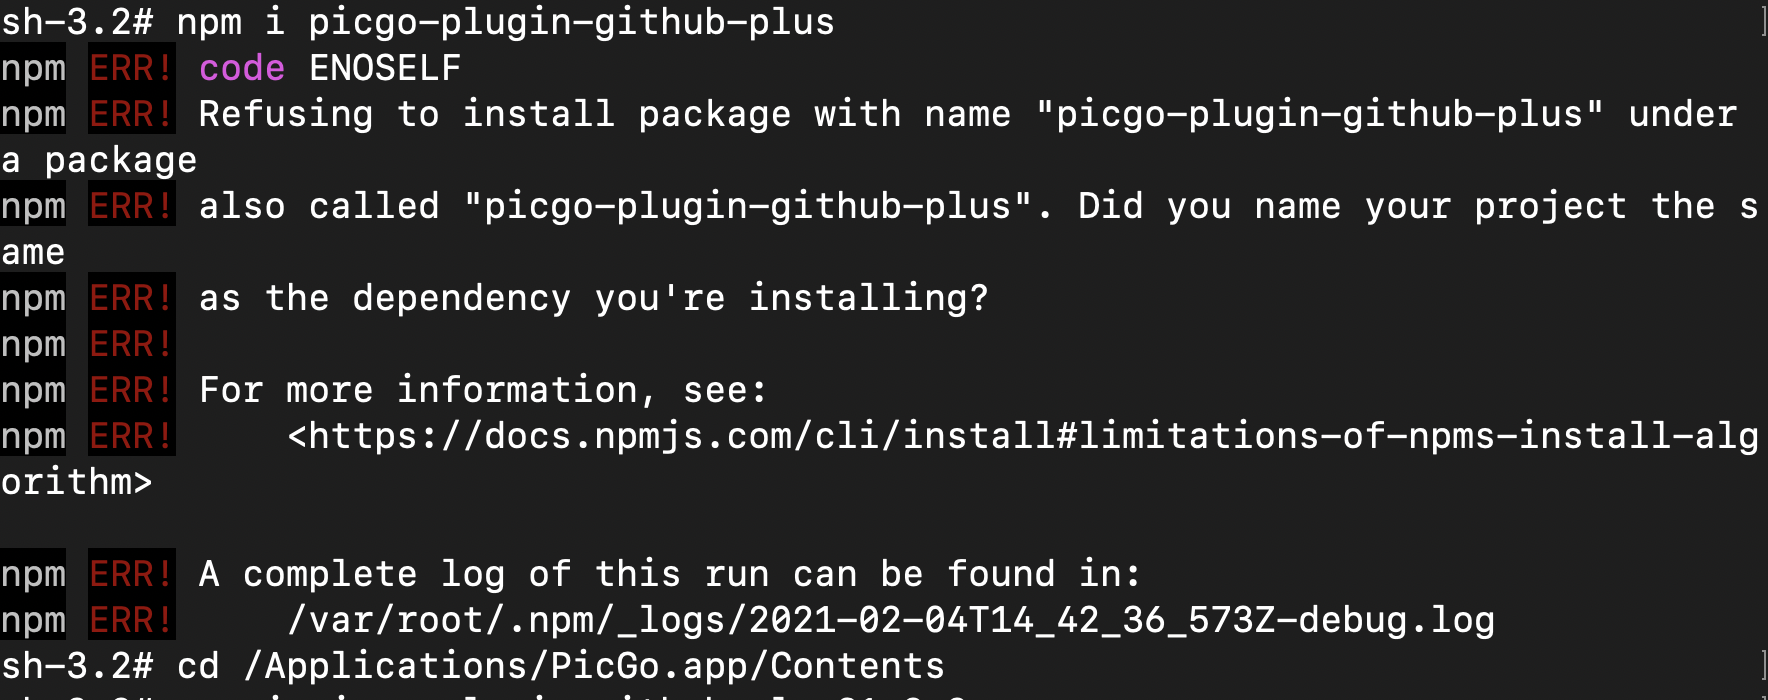 sh-3.2# npm i picgo-plugin-github-plus
npm ERR! code ENOSELF
npm ERR! Refusing to install package with name "picgo-plugin-github-plus" under
a package
npm ERR! also called "picgo-plugin-github-plus". Did you name your project the s
ame
npm ERR! as the dependency you're installing?
npm ERR!
npm ERR! For more information, see:
npm ERR!     <https://docs.npmjs.com/cli/install#limitations-of-npms-install-alg
orithm>
npm ERR! A complete log of this run can be found in:
npm ERR!     /var/root/.npm/_logs/2021-02-04T14_42_36_573Z-debug.log
sh-3.2# cd /Applications/PicGo.app/Contents